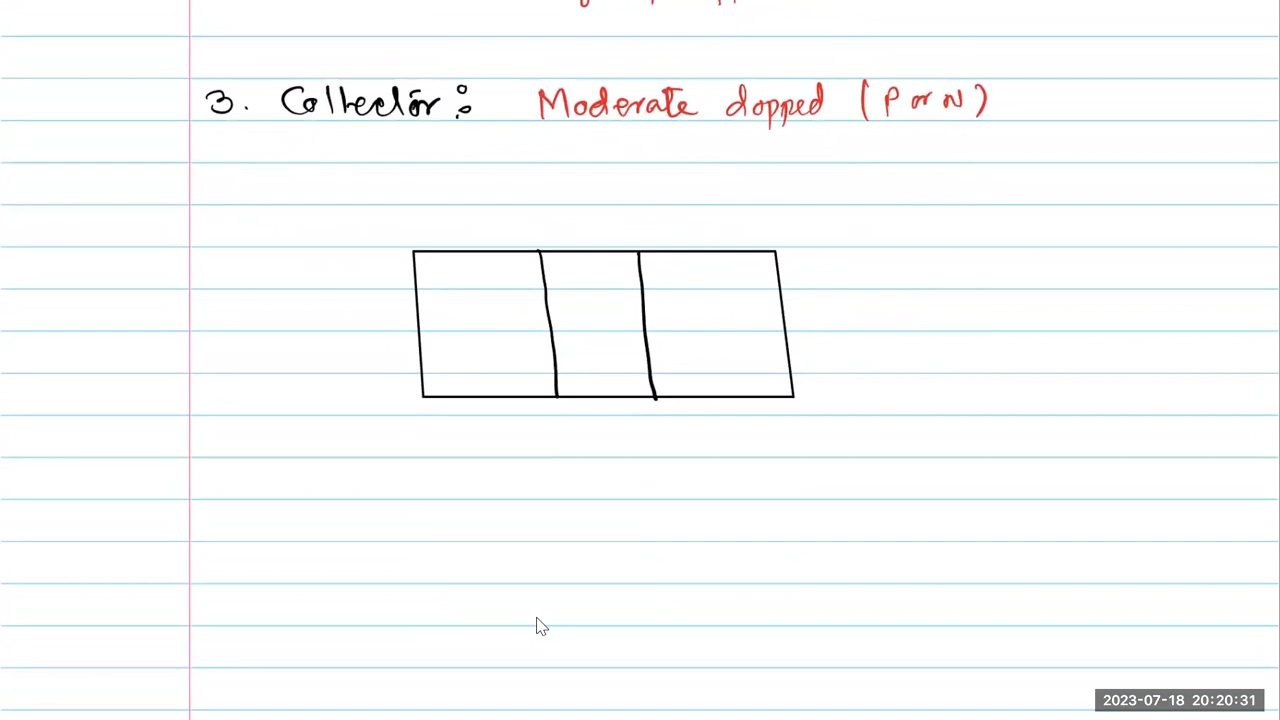 3. Collector : Moderate dopped (P or N)
2023-07-18 20:20:31